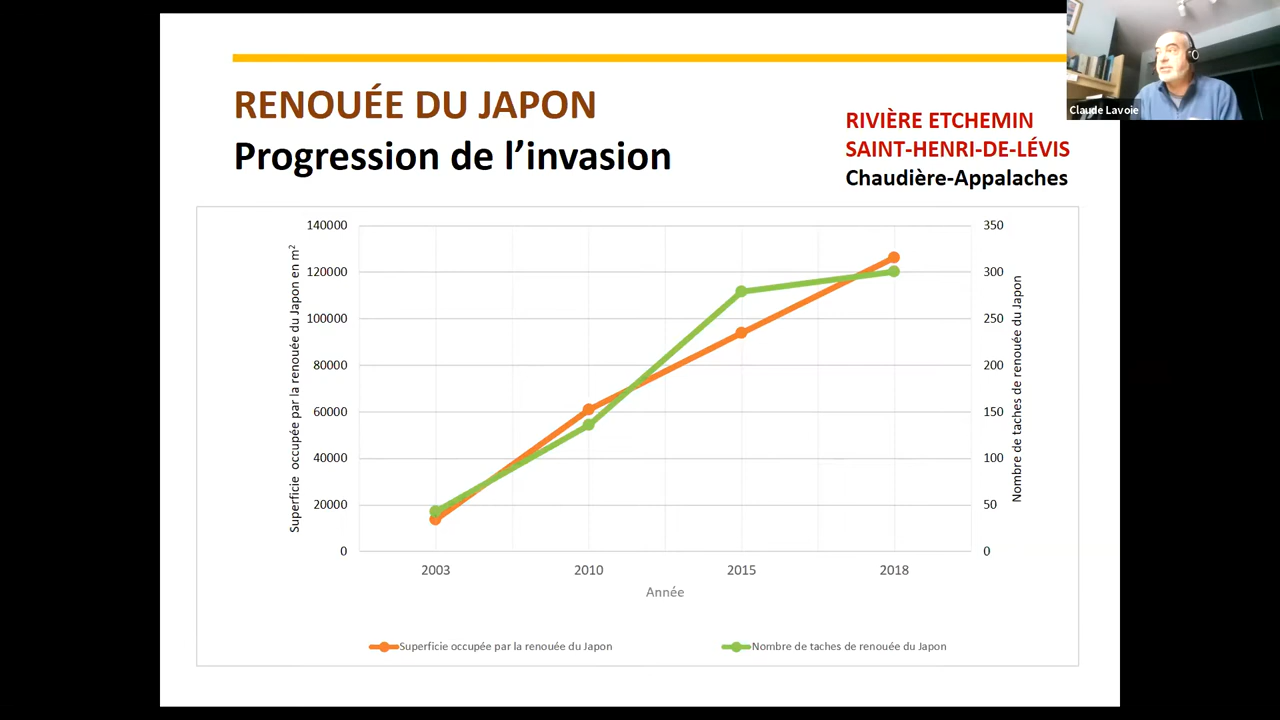 RENOUÉE DU JAPON
Progression de l’invasion
RIVIÈRE ETCHEMIN
SAINT-HENRI-DE-LÉVIS
Chaudière-Appalaches
Claude Lavoie
Superficie occupée par la renouée du Japon en m²
140000
120000
100000
80000
60000
40000
20000
0
350
300
250
200
150
100
50
0
Nombre de taches de renouée du Japon
2003 2010 2015 2018
Année
Superficie occupée par la renouée du Japon
Nombre de taches de renouée du Japon